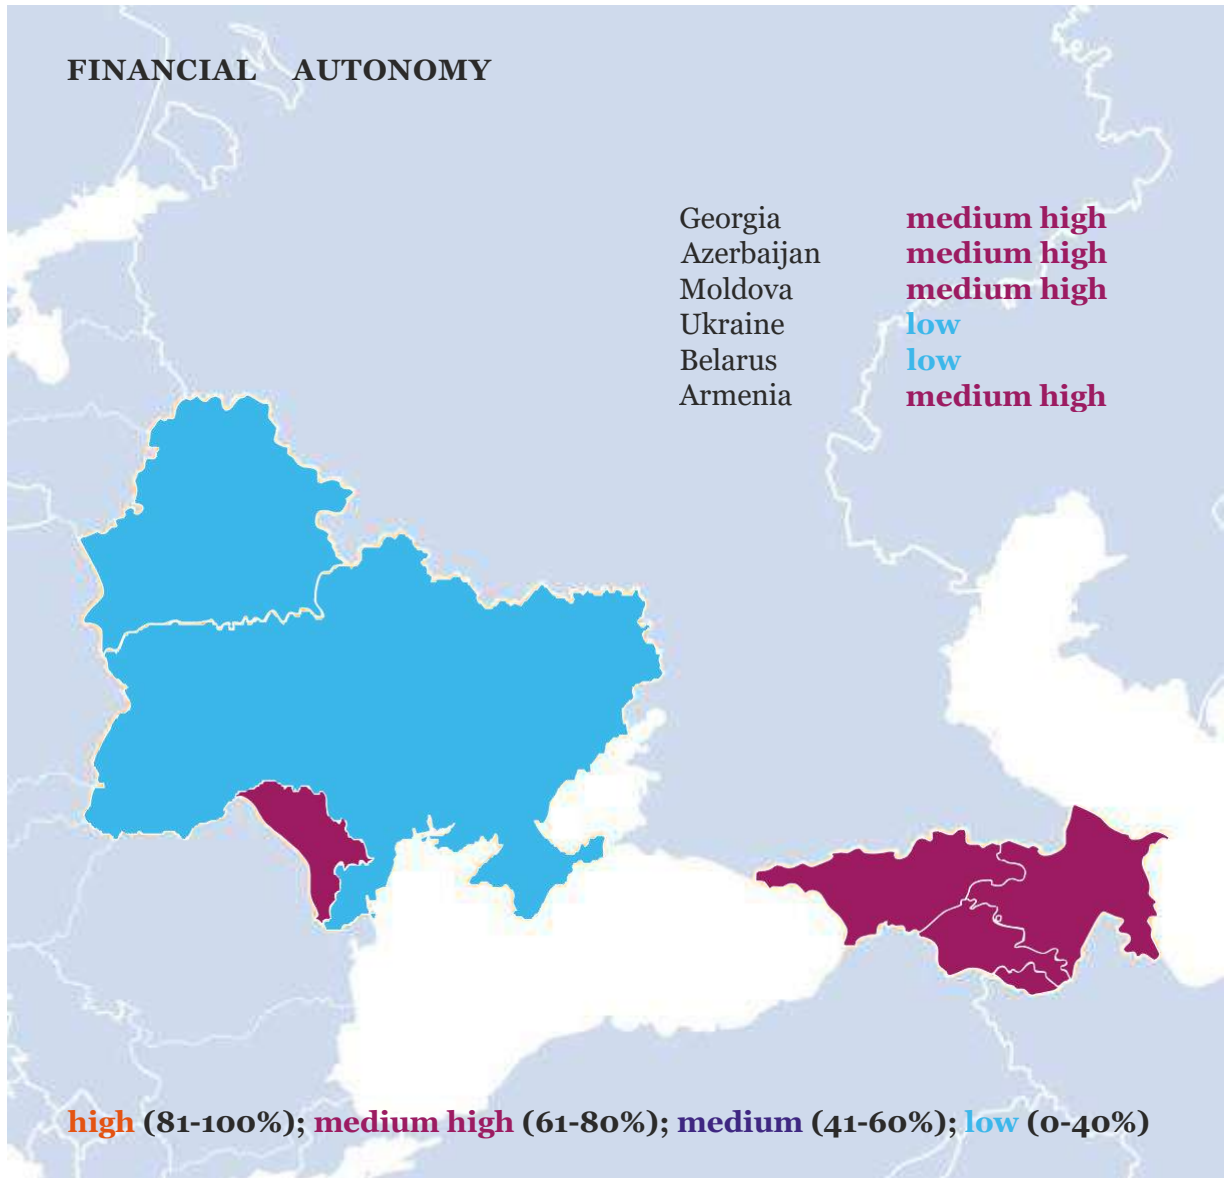 FINANCIAL AUTONOMY
Georgia medium high
Azerbaijan medium high
Moldova medium high
Ukraine low
Belarus low
Armenia medium high
high (81-100%); medium high (61-80%); medium (41-60%); low (0-40%)